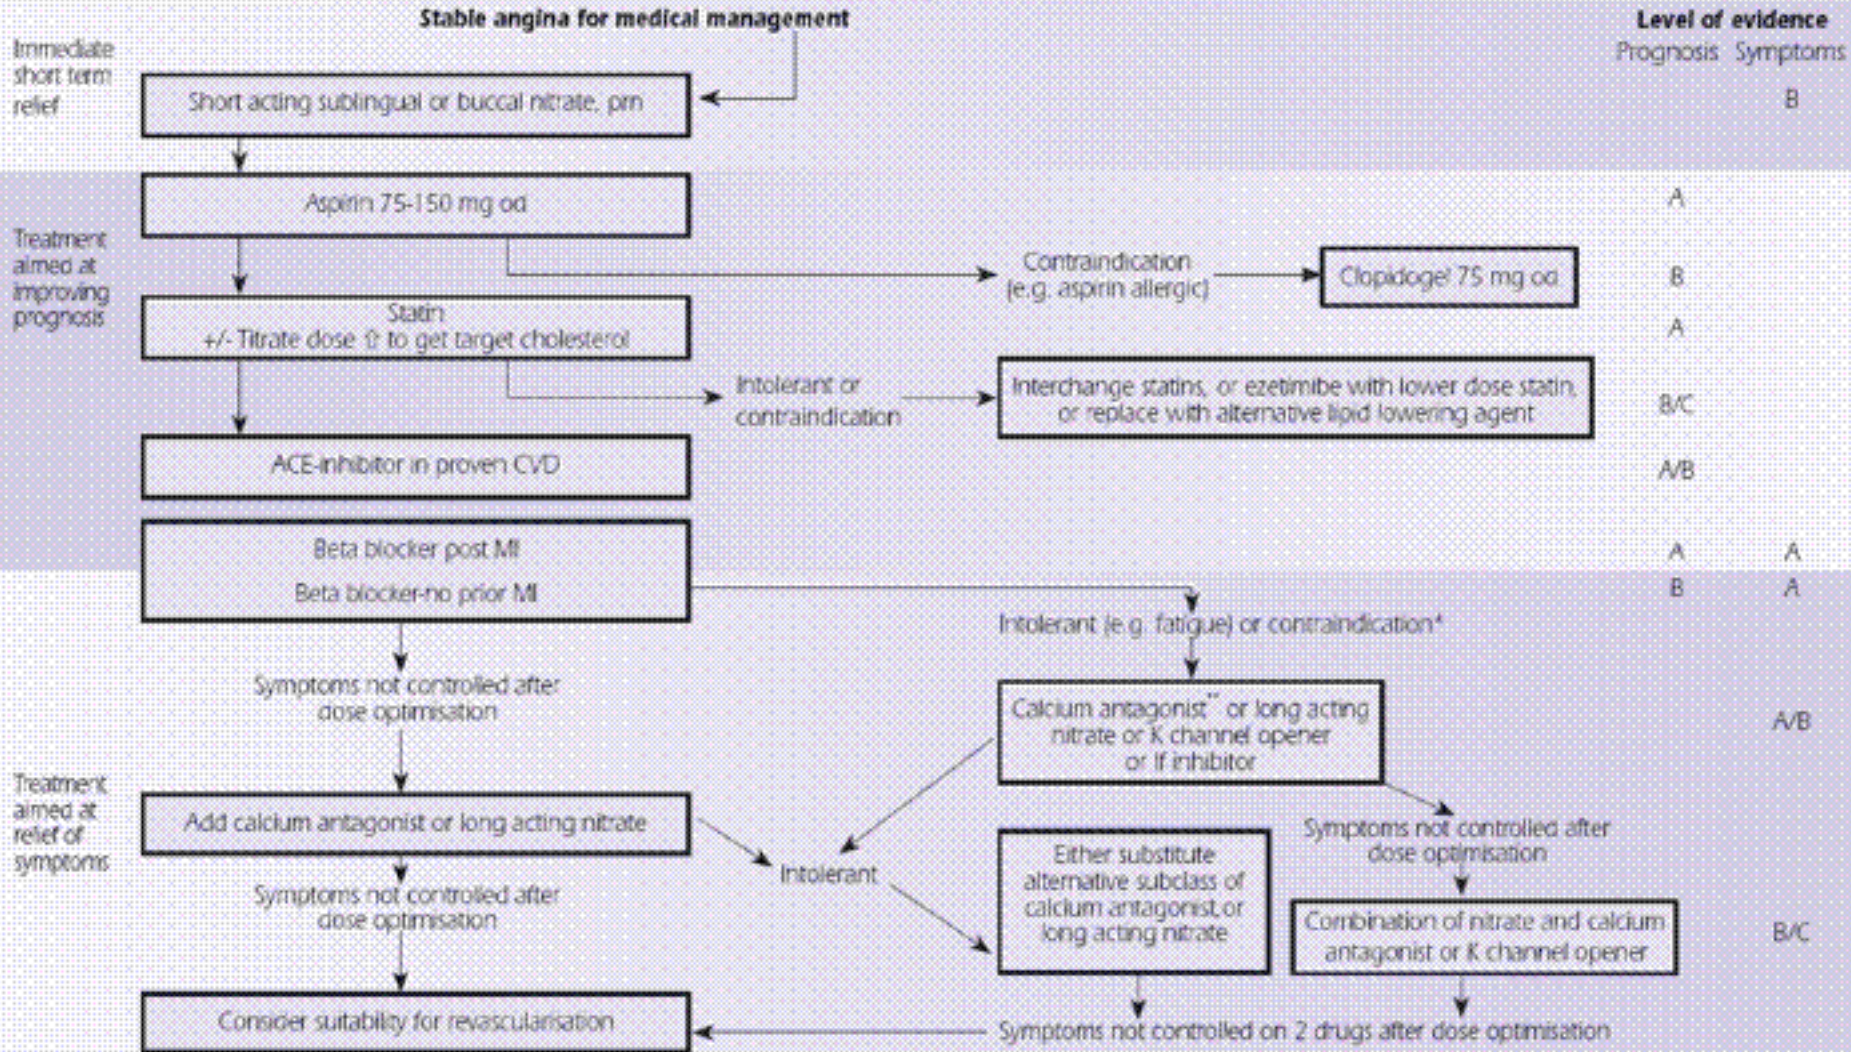 Stable angina for medical management
Level of evidence
Prognosis Symptoms
Immediate
short term
relief
Short acting sublingual or buccal nitrate, prn
B
Treatment
aimed at
improving
prognosis
Aspirin 75-150 mg od
A
Contraindication
(e.g. aspirin allergic)
Clopidogel 75 mg od
B
Statin
+/- Titrate dose ⇧ to get target cholesterol
A
Intolerant or
contraindication
Interchange statins, or ezetimibe with lower dose statin,
or replace with alternative lipid lowering agent
B/C
ACE-inhibitor in proven CVD
A/B
Beta blocker post MI
A A
Beta blocker-no prior MI
B A
Intolerant (e.g. fatigue) or contraindication*
Symptoms not controlled after
dose optimisation
Calcium antagonist** or long acting
nitrate or K channel opener
or If inhibitor
A/B
Treatment
aimed at
relief of
symptoms
Add calcium antagonist or long acting nitrate
Intolerant
Symptoms not controlled after
dose optimisation
Either substitute
alternative subclass of
calcium antagonist, or
long acting nitrate
Symptoms not controlled after
dose optimisation
Combination of nitrate and calcium
antagonist or K channel opener
B/C
Consider suitability for revascularisation
Symptoms not controlled on 2 drugs after dose optimisation